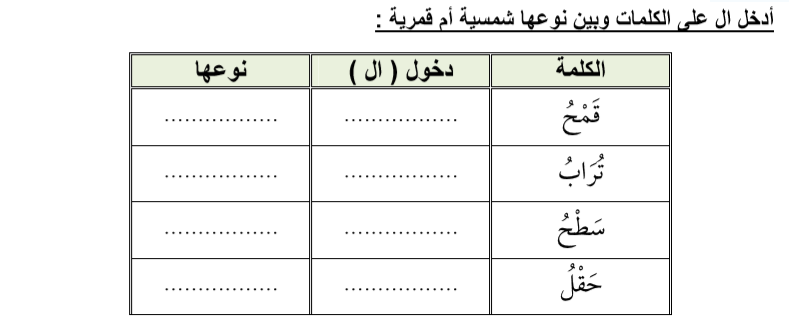 أدخل ال على الكلمات وبين نوعها شمسية أم قمرية :
الكلمة دخول ( ال ) نوعها
قَمْحُ ................. .................
تُرَابُ ................. .................
سَطْحُ ................. .................
حَقْلُ ................. .................